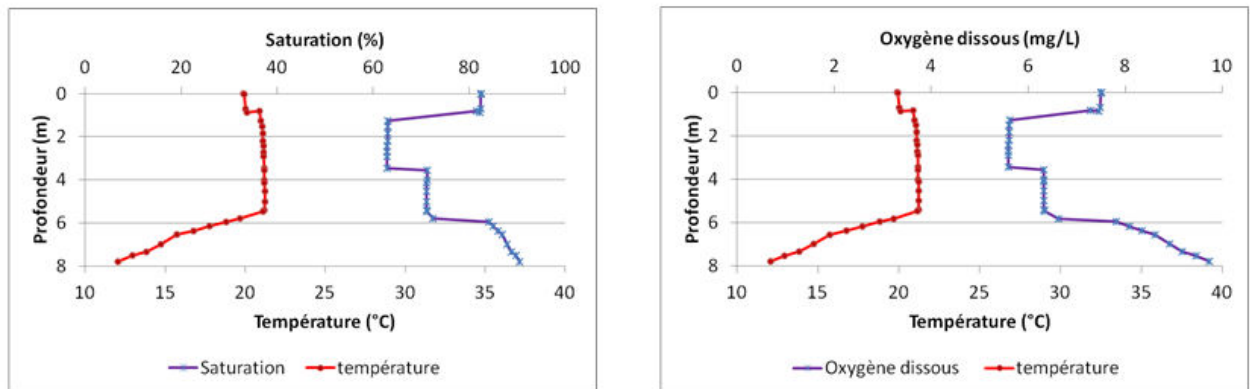 Saturation (%)
0 20 40 60 80 100
0
2
4
6
8
Profondeur (m)
10 15 20 25 30 35 40
Température (°C)
Saturation température
Oxygène dissous (mg/L)
0 2 4 6 8 10
0
2
4
6
8
Profondeur (m)
10 15 20 25 30 35 40
Température (°C)
Oxygène dissous température